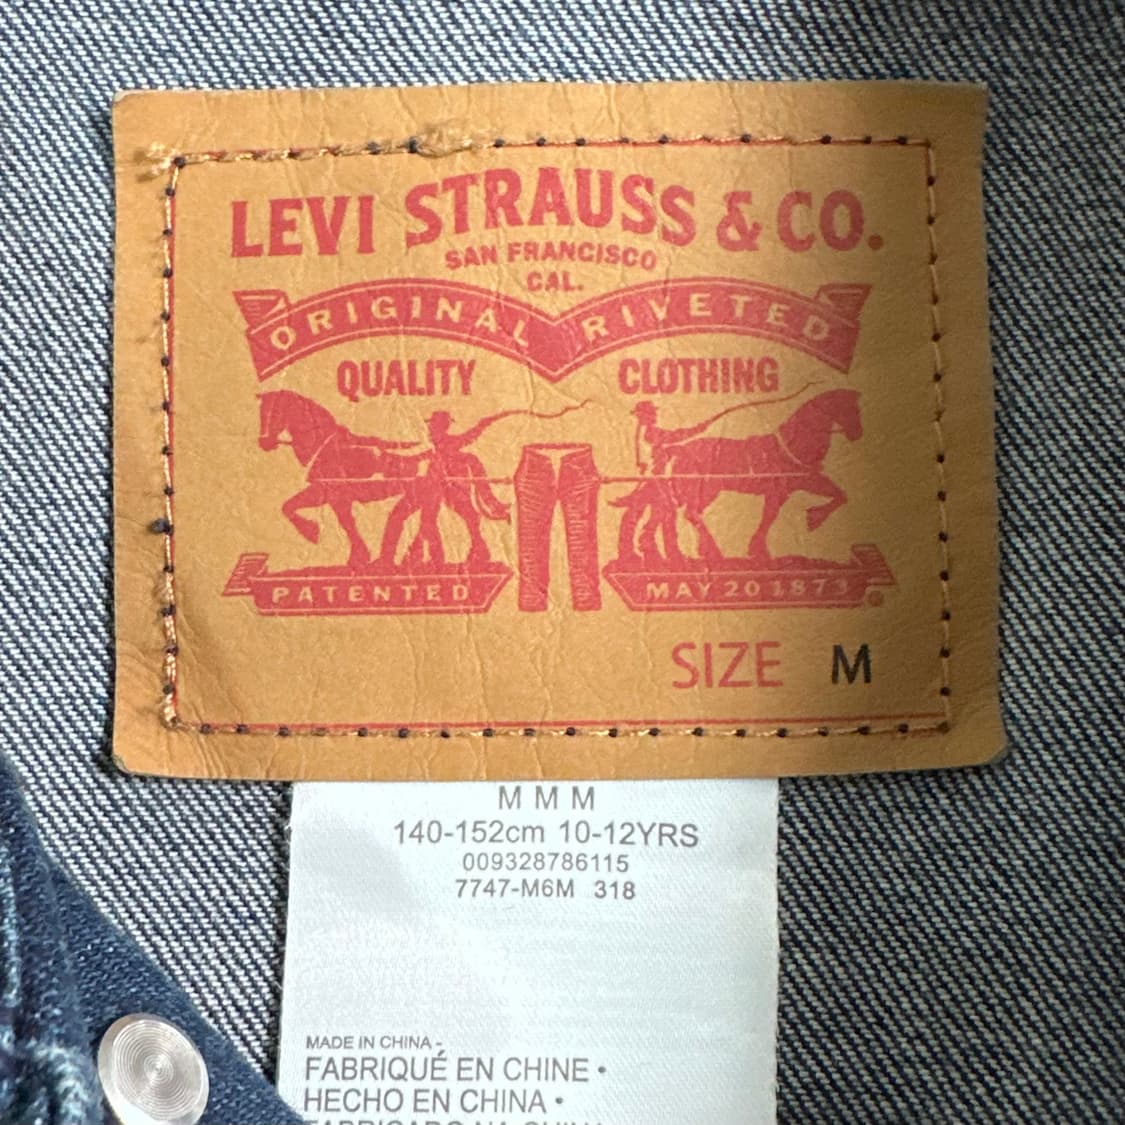 LEVI STRAUSS & CO.
SAN FRANCISCO
CAL.
ORIGINAL RIVETED
QUALITY CLOTHING
PATENTED MAY 20 1873
SIZE M
M M M
140-152cm 10-12YRS
009328786115
7747-M6M 318
MADE IN CHINA -
FABRIQUÉ EN CHINE •
HECHO EN CHINA •